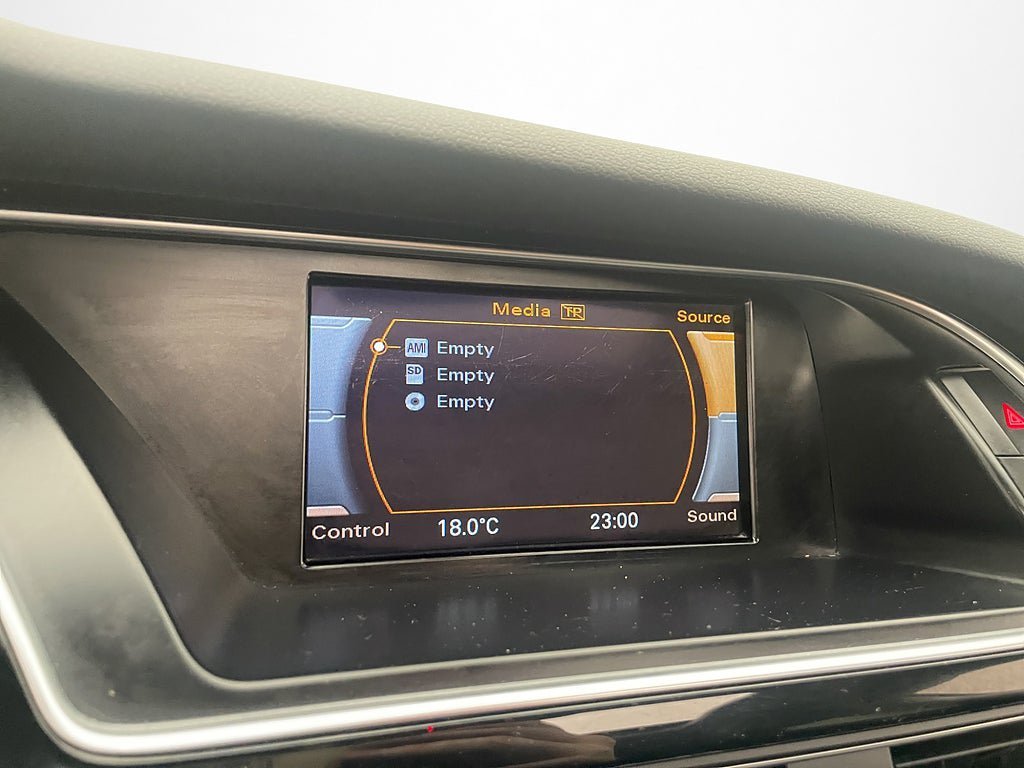 Media TP
Source
AMI Empty
SD Empty
Empty
Control 18.0°C 23:00 Sound